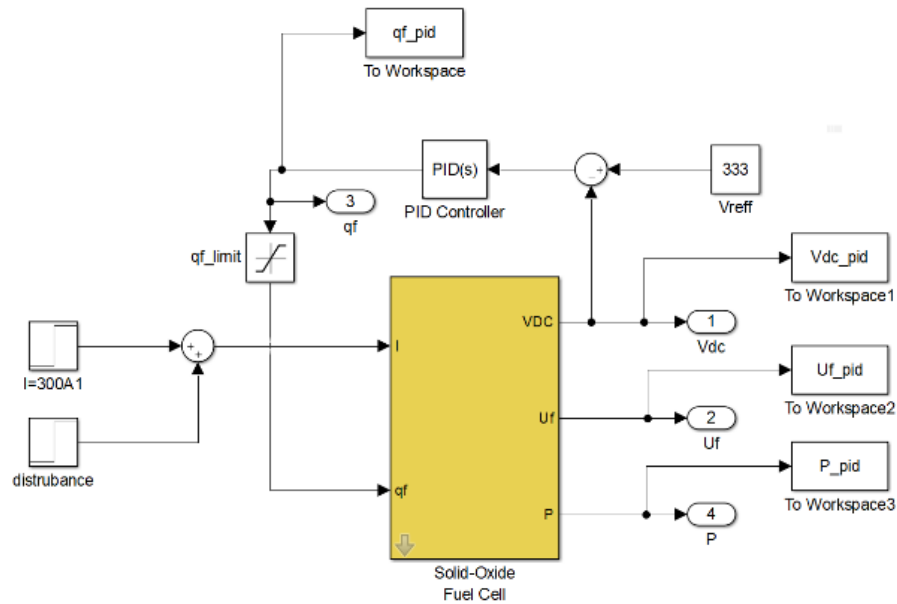 qf_pid
To Workspace
PID(s)
PID Controller
- +
333
Vreff
3
qf
qf_limit
Vdc_pid
To Workspace1
VDC
1
Vdc
+
+
I
I=300A1
Uf_pid
To Workspace2
Uf
2
Uf
distrubance
P_pid
To Workspace3
qf
P
4
P
Solid-Oxide
Fuel Cell